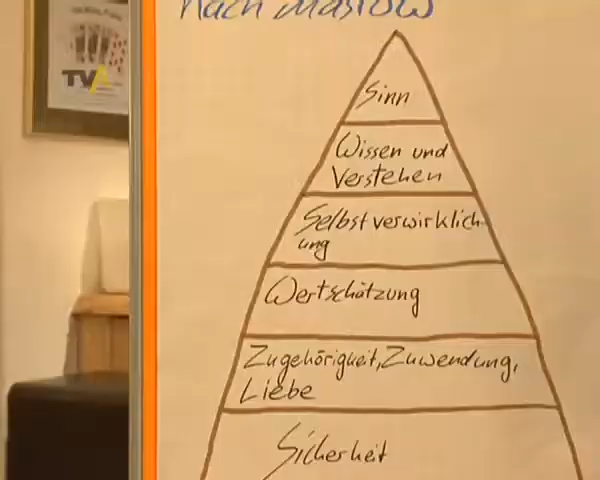 nach Maslow
TVA
Sinn
Wissen und
Verstehen
Selbstverwirklich-
ung
Wertschätzung
Zugehörigkeit, Zuwendung,
Liebe
Sicherheit